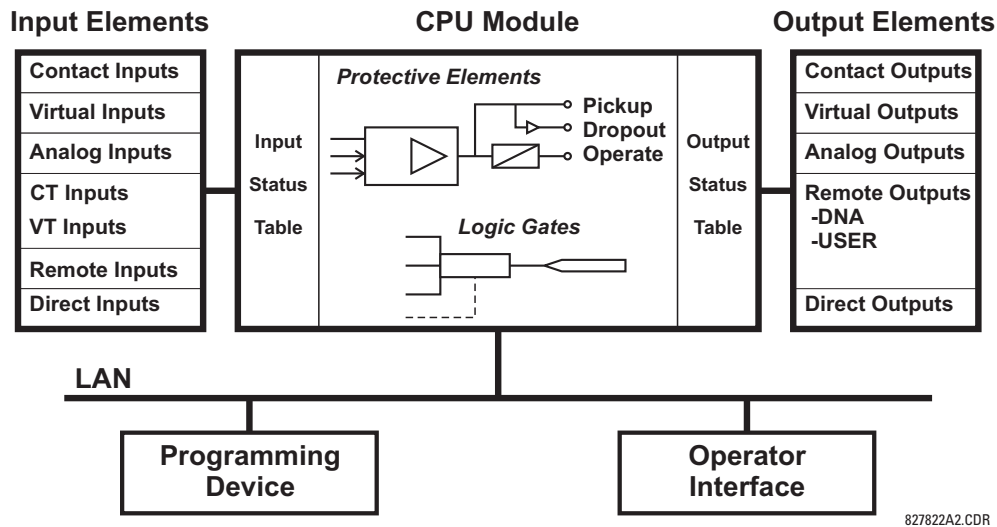 Input Elements
CPU Module
Output Elements
Contact Inputs
Virtual Inputs
Analog Inputs
CT Inputs
VT Inputs
Remote Inputs
Direct Inputs
Input
Status
Table
Protective Elements
Pickup
Dropout
Operate
Logic Gates
Output
Status
Table
Contact Outputs
Virtual Outputs
Analog Outputs
Remote Outputs
-DNA
-USER
Direct Outputs
LAN
Programming
Device
Operator
Interface
827822A2.CDR